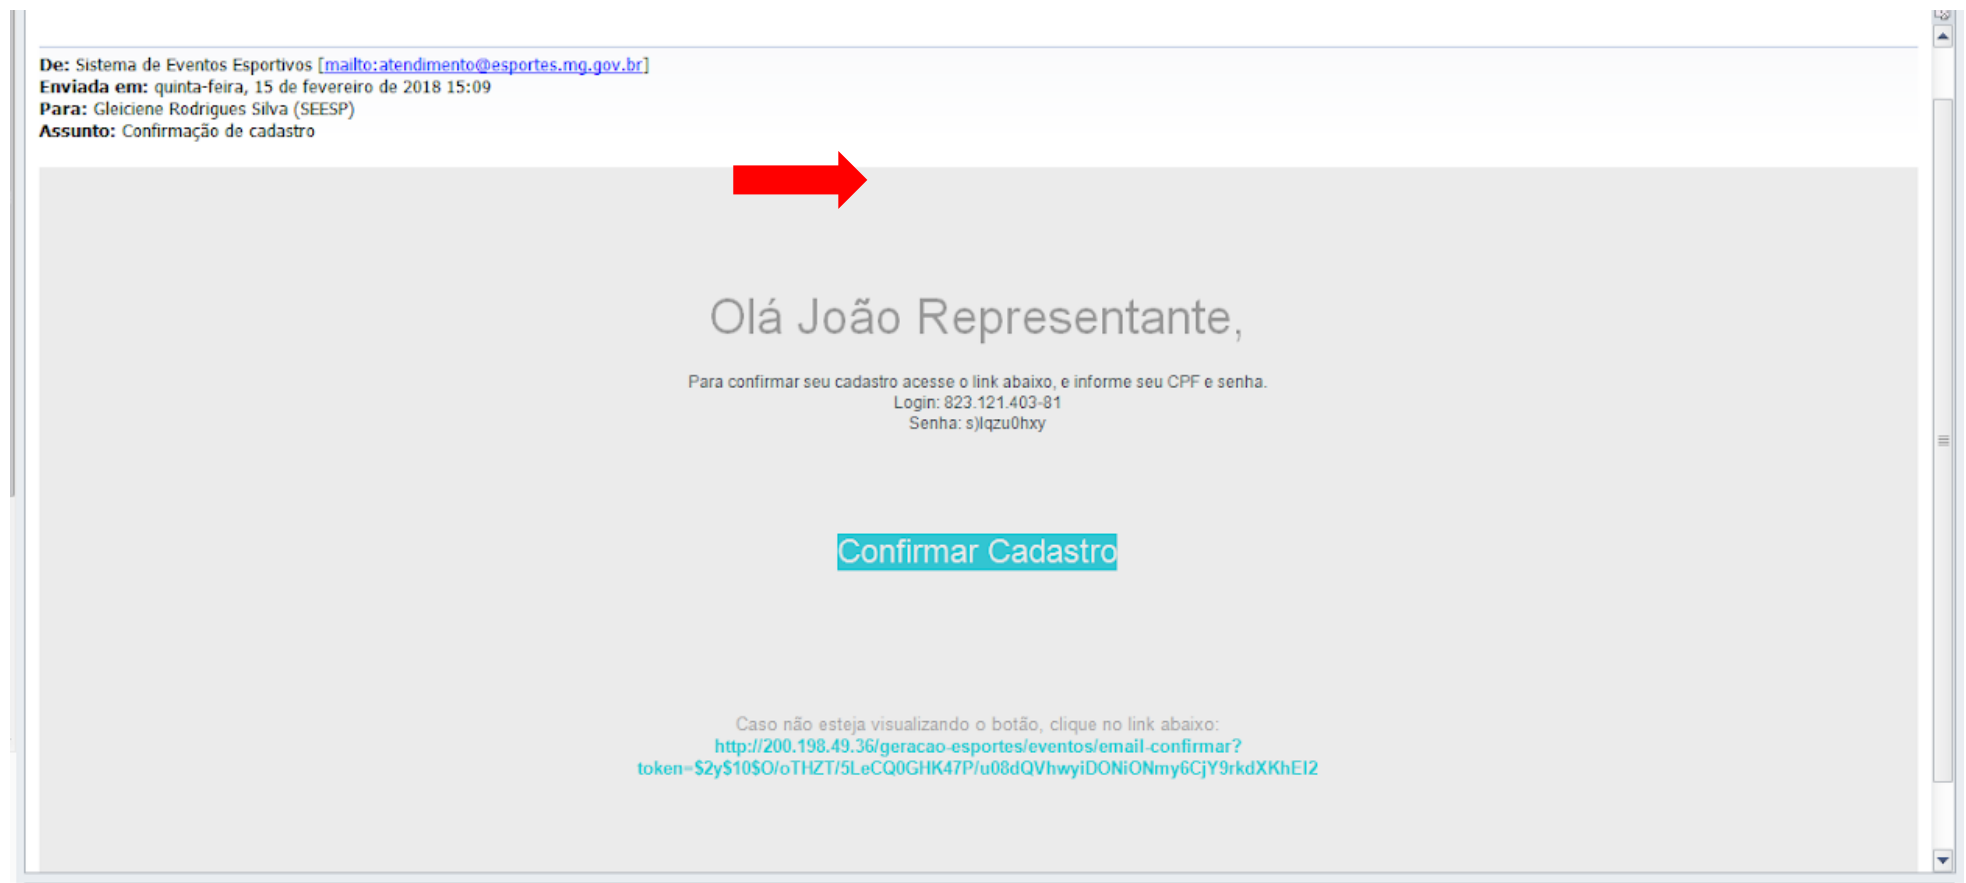 De: Sistema de Eventos Esportivos [mailto:atendimento@esportes.mg.gov.br]
Enviada em: quinta-feira, 15 de fevereiro de 2018 15:09
Para: Gleiciene Rodrigues Silva (SEESP)
Assunto: Confirmação de cadastro
Olá João Representante,
Para confirmar seu cadastro acesse o link abaixo, e informe seu CPF e senha.
Login: 823.121.403-81
Senha: s)lqzu0hxy
Confirmar Cadastro
Caso não esteja visualizando o botão, clique no link abaixo:
http://200.198.49.36/geracao-esportes/eventos/email-confirmar?
token=$2y$10$O/oTHZT/5LeCQ0GHK47P/u08dQVhwyiDONiONmy6CjY9rkdXKhEI2